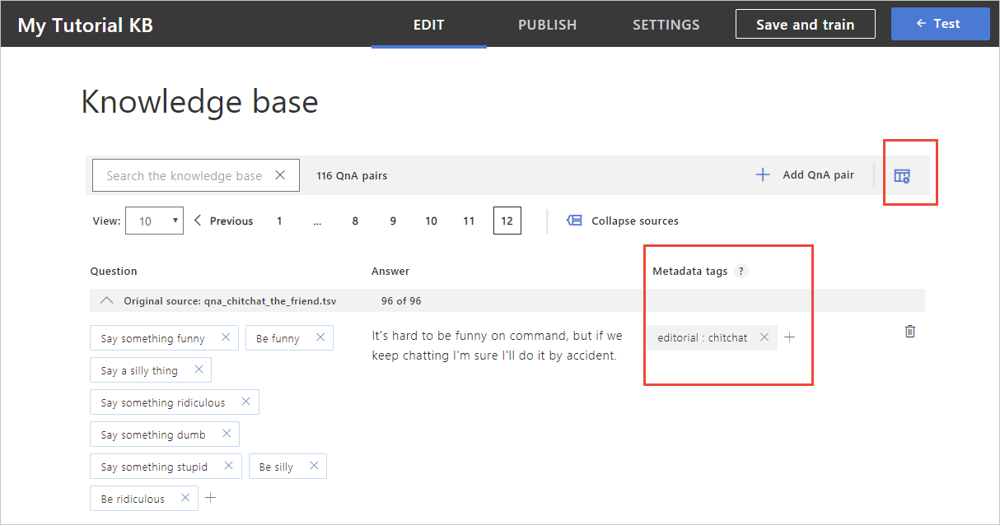 My Tutorial KB EDIT PUBLISH SETTINGS Save and train ← Test
Knowledge base
Search the knowledge base × 116 QnA pairs + Add QnA pair
View: 10 ▼ < Previous 1 ... 8 9 10 11 12 Collapse sources
Question Answer Metadata tags ?
Original source: qna_chitchat_the_friend.tsv 96 of 96
Say something funny × Be funny × It's hard to be funny on command, but if we editorial : chitchat × +
Say a silly thing × keep chatting I'm sure I'll do it by accident.
Say something ridiculous ×
Say something dumb ×
Say something stupid × Be silly ×
Be ridiculous × +